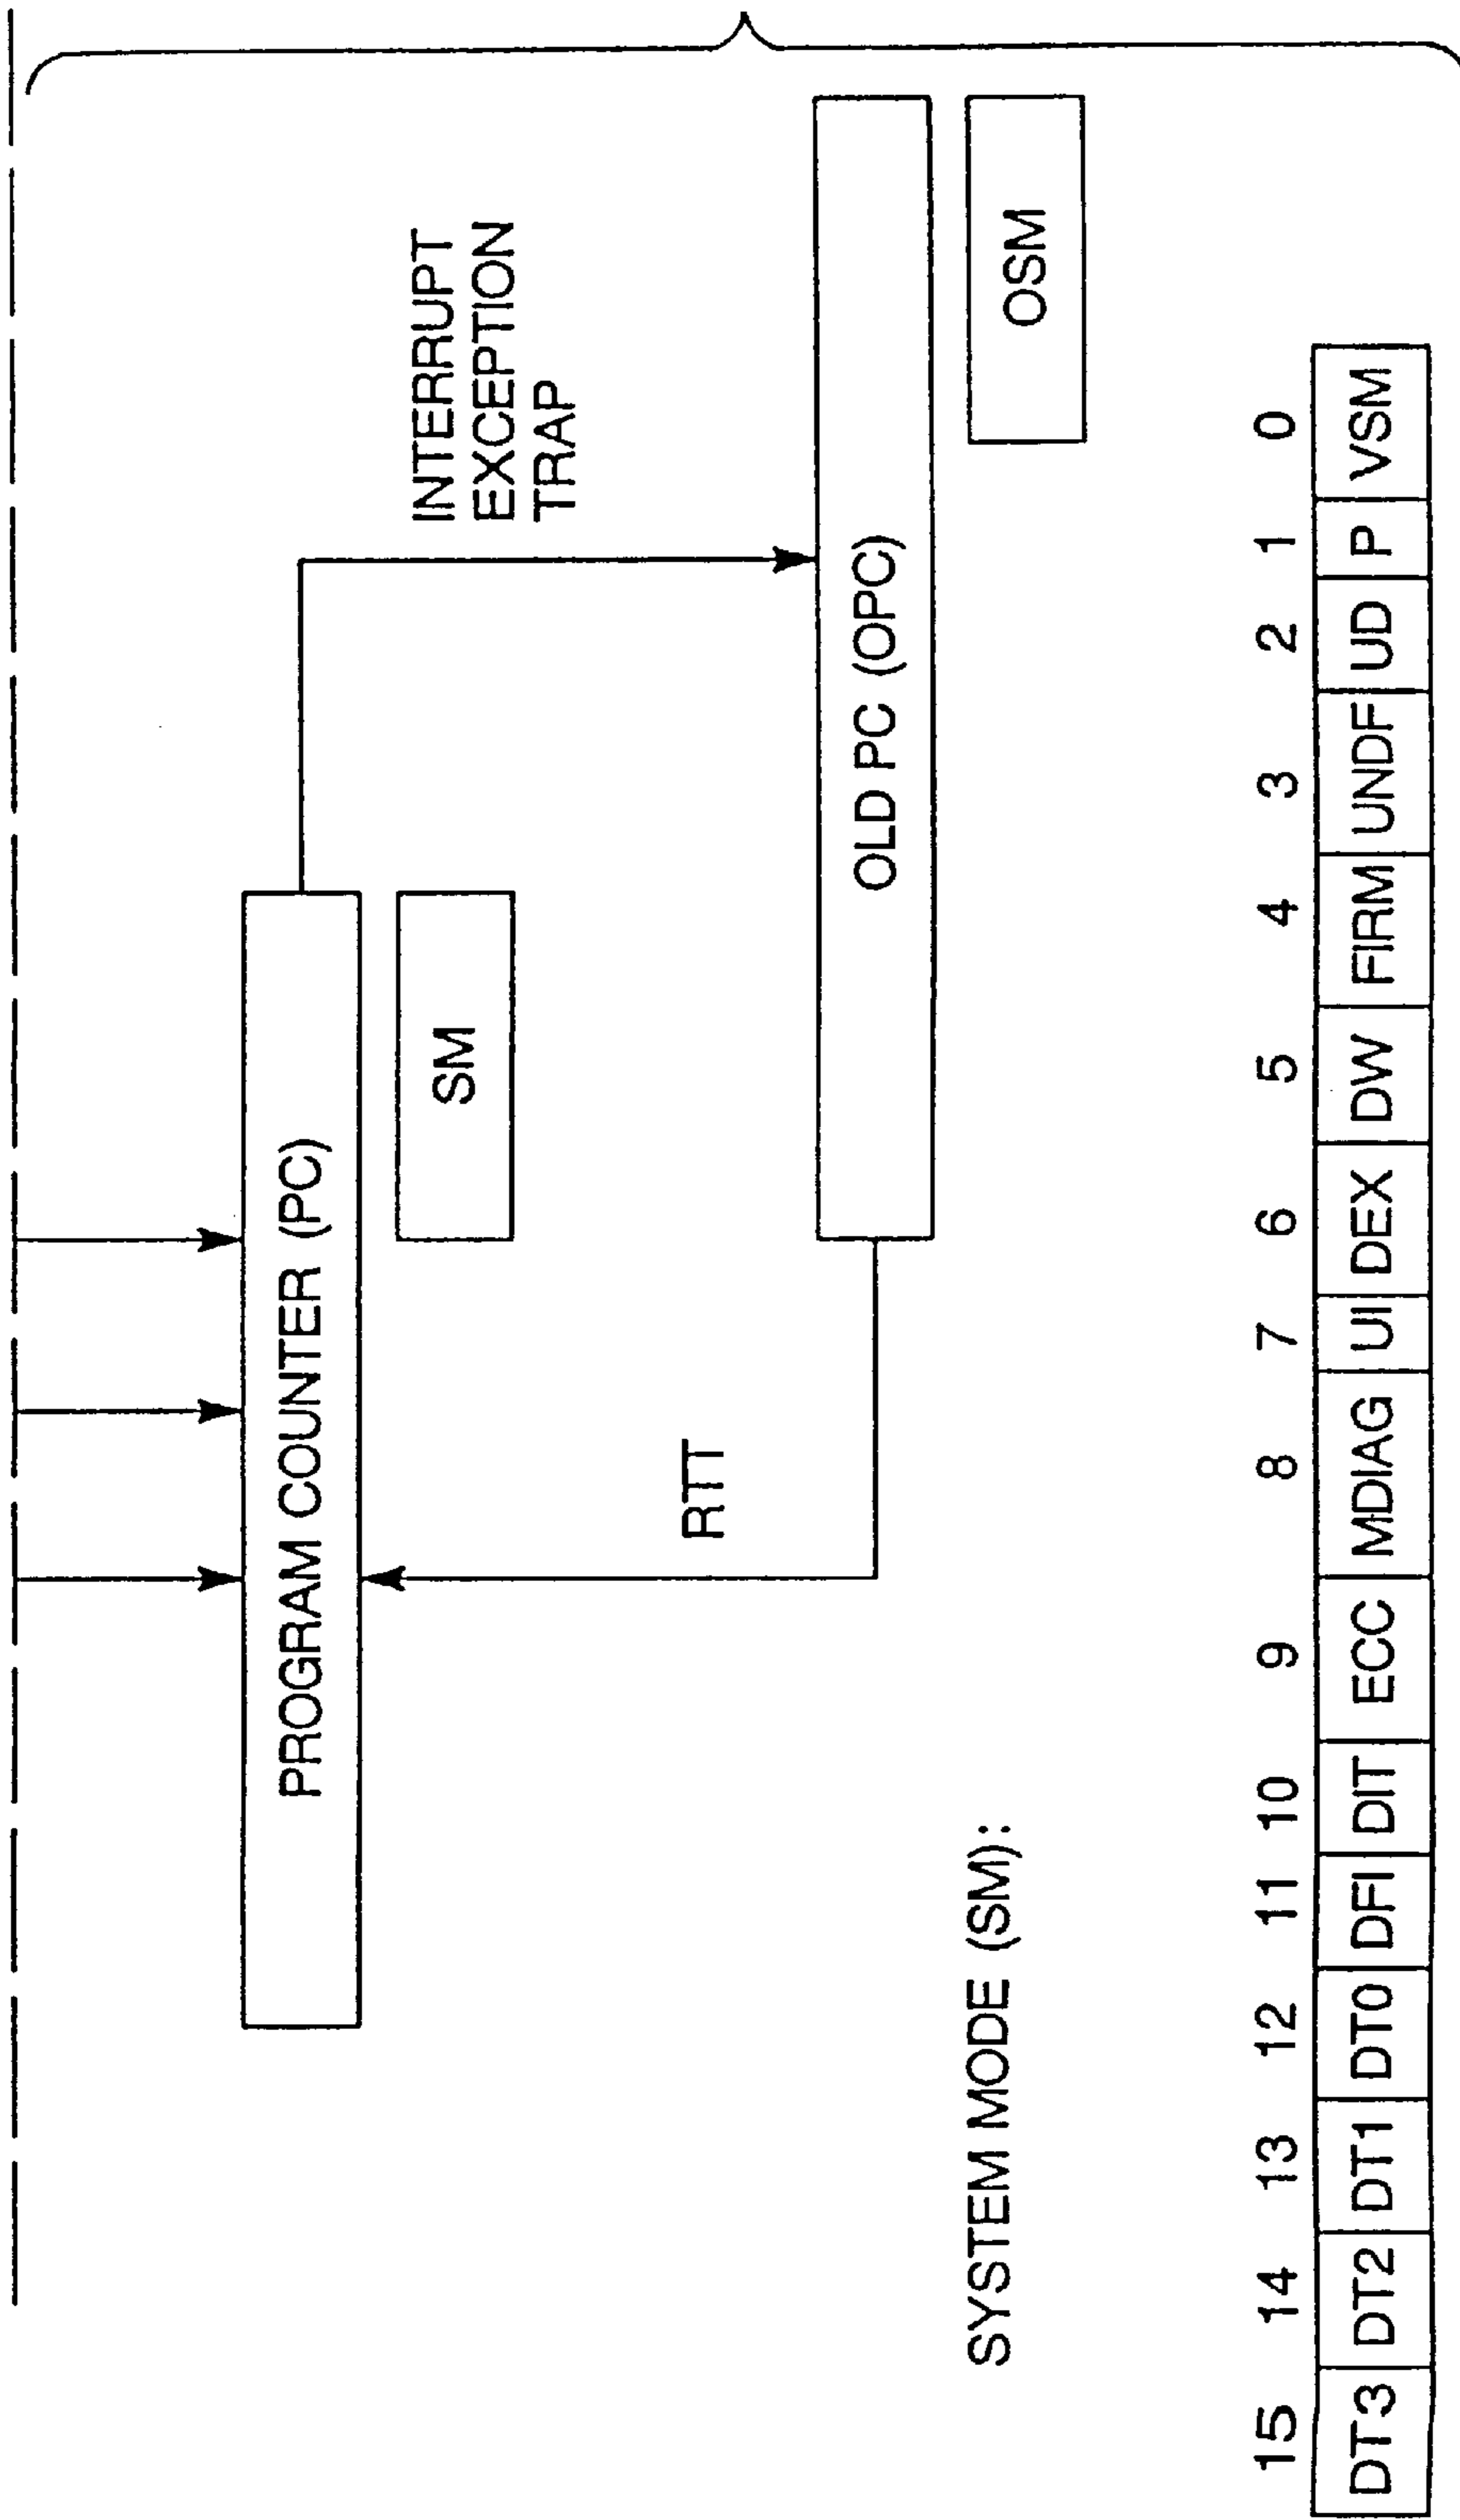 PROGRAM COUNTER (PC)
SM
INTERRUPT
EXCEPTION
TRAP
RTT
OLD PC (OPC)
OSM
SYSTEM MODE (SM):
15 14 13 12 11 10 9 8 7 6 5 4 3 2 1 0
DT3 DT2 DT1 DT0 DFI DIT ECC MDIAG UI DEX DW FIRM UNDF UD P VSM